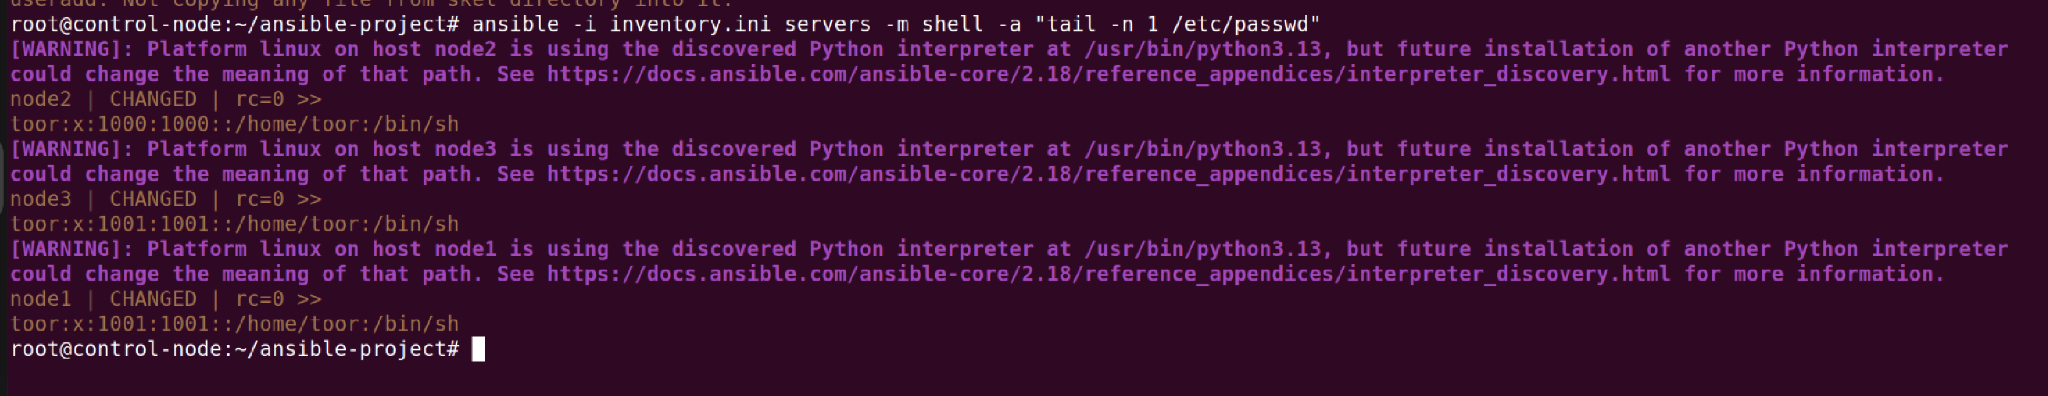 useradd: Not copying any file from skel directory into it.
root@control-node:~/ansible-project# ansible -i inventory.ini servers -m shell -a "tail -n 1 /etc/passwd"
[WARNING]: Platform linux on host node2 is using the discovered Python interpreter at /usr/bin/python3.13, but future installation of another Python interpreter
could change the meaning of that path. See https://docs.ansible.com/ansible-core/2.18/reference_appendices/interpreter_discovery.html for more information.
node2 | CHANGED | rc=0 >>
toor:x:1000:1000::/home/toor:/bin/sh
[WARNING]: Platform linux on host node3 is using the discovered Python interpreter at /usr/bin/python3.13, but future installation of another Python interpreter
could change the meaning of that path. See https://docs.ansible.com/ansible-core/2.18/reference_appendices/interpreter_discovery.html for more information.
node3 | CHANGED | rc=0 >>
toor:x:1001:1001::/home/toor:/bin/sh
[WARNING]: Platform linux on host node1 is using the discovered Python interpreter at /usr/bin/python3.13, but future installation of another Python interpreter
could change the meaning of that path. See https://docs.ansible.com/ansible-core/2.18/reference_appendices/interpreter_discovery.html for more information.
node1 | CHANGED | rc=0 >>
toor:x:1001:1001::/home/toor:/bin/sh
root@control-node:~/ansible-project#